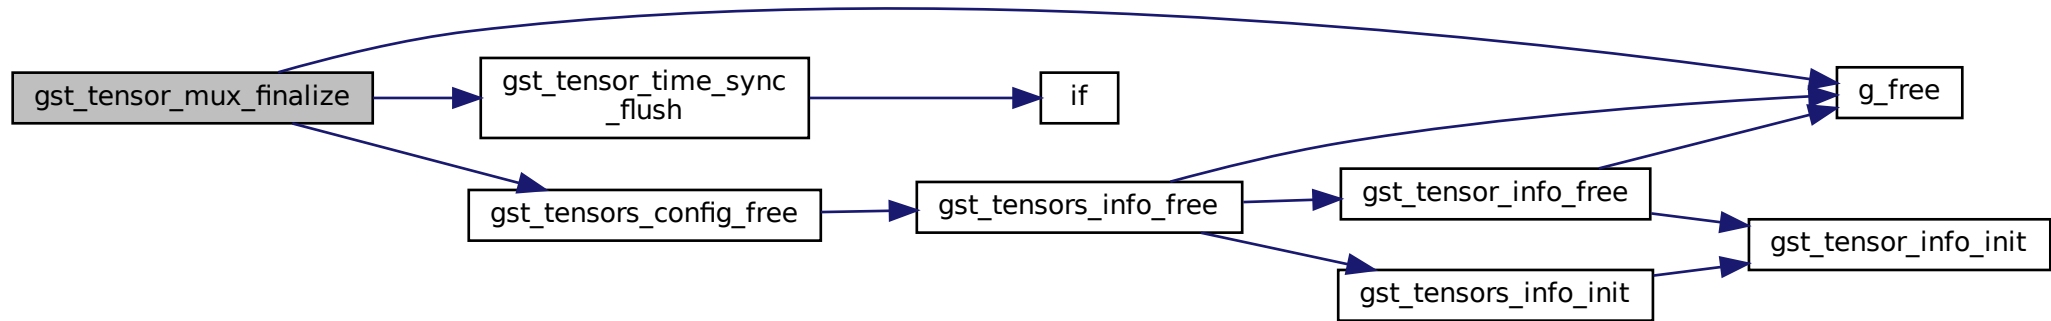 gst_tensor_mux_finalize
gst_tensor_time_sync
_flush
if
g_free
gst_tensors_config_free
gst_tensors_info_free
gst_tensor_info_free
gst_tensor_info_init
gst_tensors_info_init